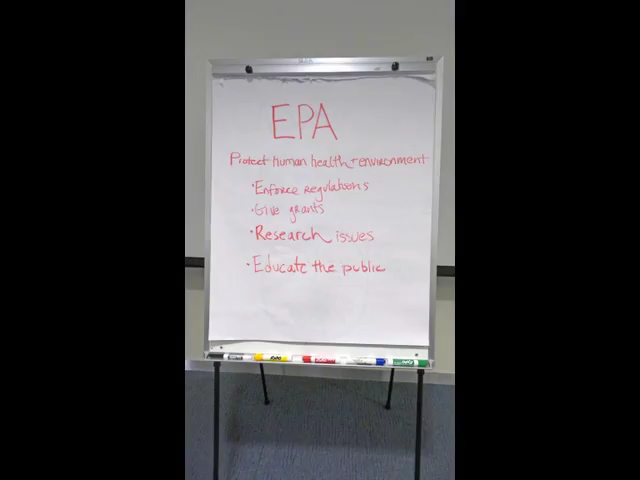 EPA
Protect human health + environment
• Enforce regulations
• Give grants
• Research issues
• Educate the public